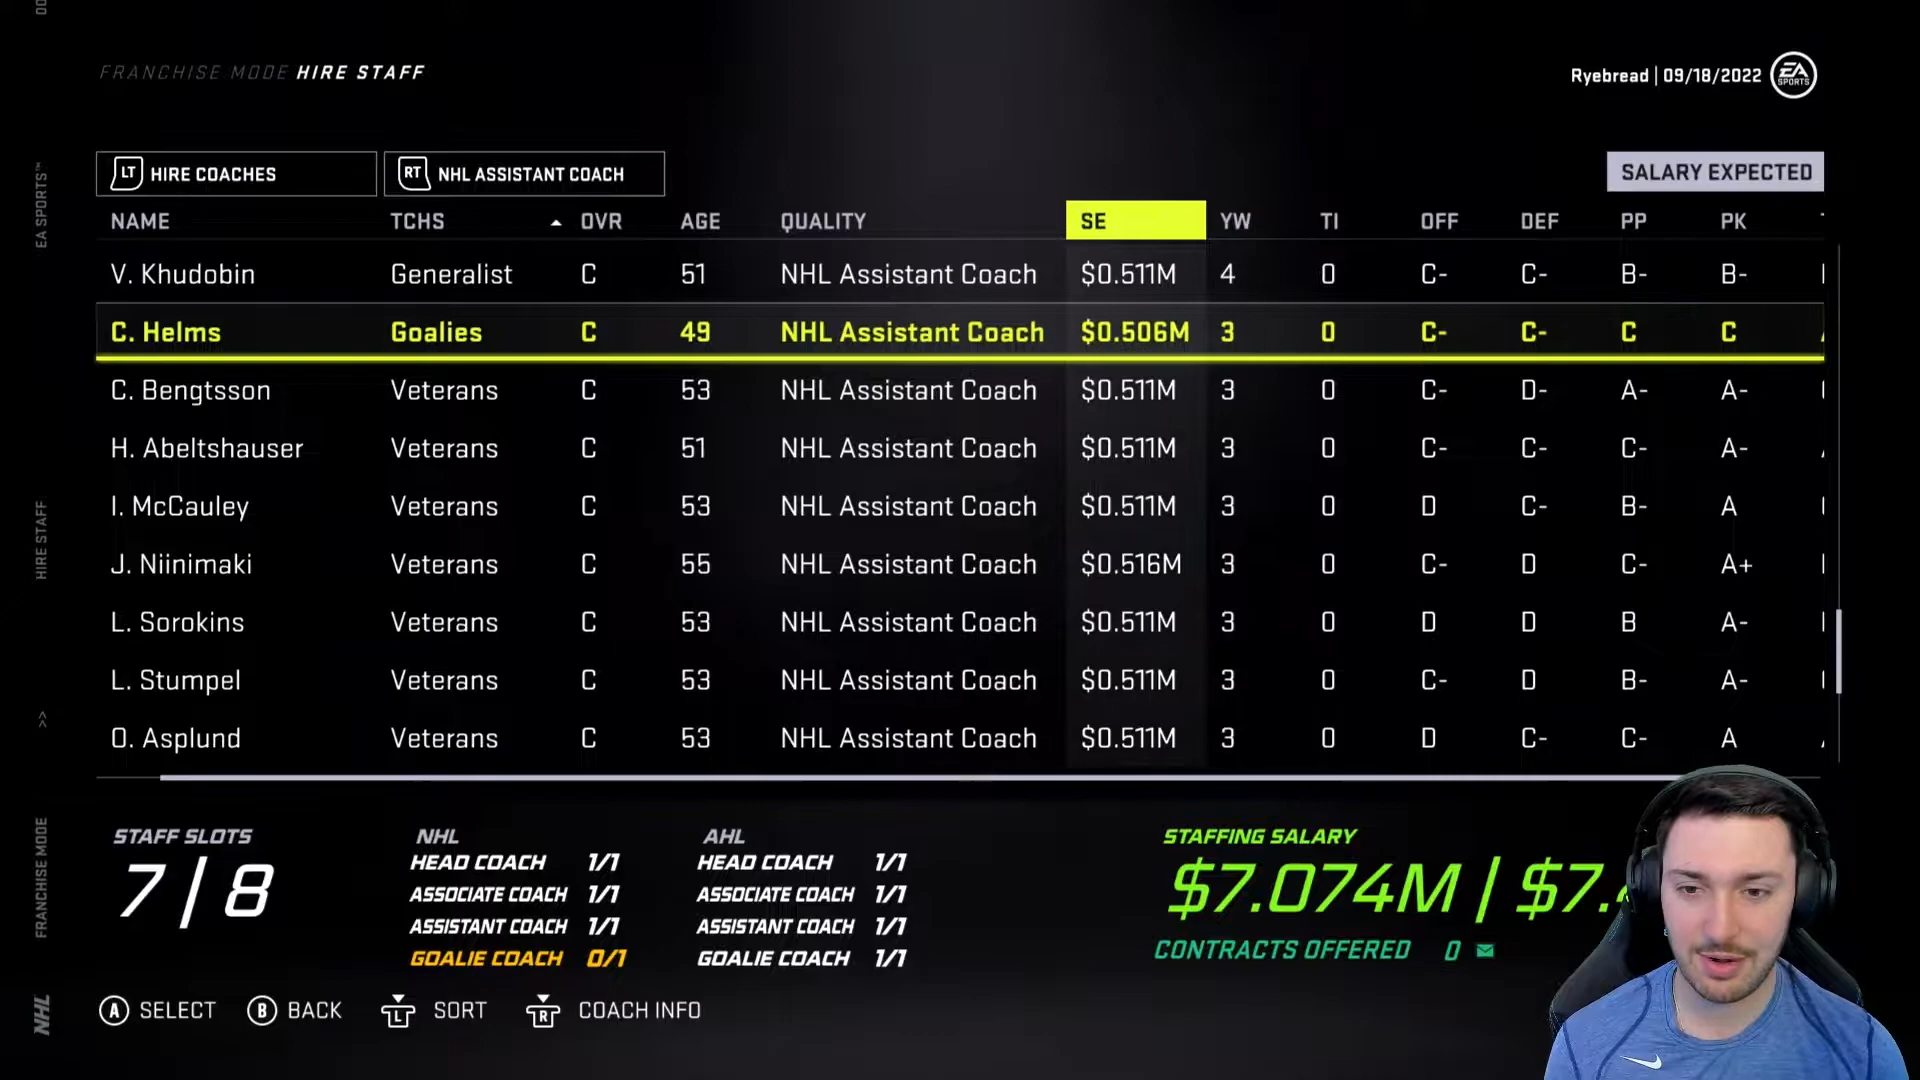 FRANCHISE MODE HIRE STAFF
Ryebread | 09/18/2022
EA SPORTS
LT HIRE COACHES
RT NHL ASSISTANT COACH
SALARY EXPECTED
NAME TCHS OVR AGE QUALITY SE YW TI OFF DEF PP PK
V. Khudobin Generalist C 51 NHL Assistant Coach $0.511M 4 0 C- C- B- B-
C. Helms Goalies C 49 NHL Assistant Coach $0.506M 3 0 C- C- C C
C. Bengtsson Veterans C 53 NHL Assistant Coach $0.511M 3 0 C- D- A- A-
H. Abeltshauser Veterans C 51 NHL Assistant Coach $0.511M 3 0 C- C- C- A-
I. McCauley Veterans C 53 NHL Assistant Coach $0.511M 3 0 D C- B- A
J. Niinimaki Veterans C 55 NHL Assistant Coach $0.516M 3 0 C- D C- A+
L. Sorokins Veterans C 53 NHL Assistant Coach $0.511M 3 0 D D B A-
L. Stumpel Veterans C 53 NHL Assistant Coach $0.511M 3 0 C- D B- A-
O. Asplund Veterans C 53 NHL Assistant Coach $0.511M 3 0 D C- C- A
STAFF SLOTS
7 | 8
NHL
HEAD COACH 1/1
ASSOCIATE COACH 1/1
ASSISTANT COACH 1/1
GOALIE COACH 0/1
AHL
HEAD COACH 1/1
ASSOCIATE COACH 1/1
ASSISTANT COACH 1/1
GOALIE COACH 1/1
STAFFING SALARY
$7.074M | $7.
CONTRACTS OFFERED 0
A SELECT B BACK L SORT R COACH INFO
EA SPORTS™
HIRE STAFF
>>
FRANCHISE MODE
NHL